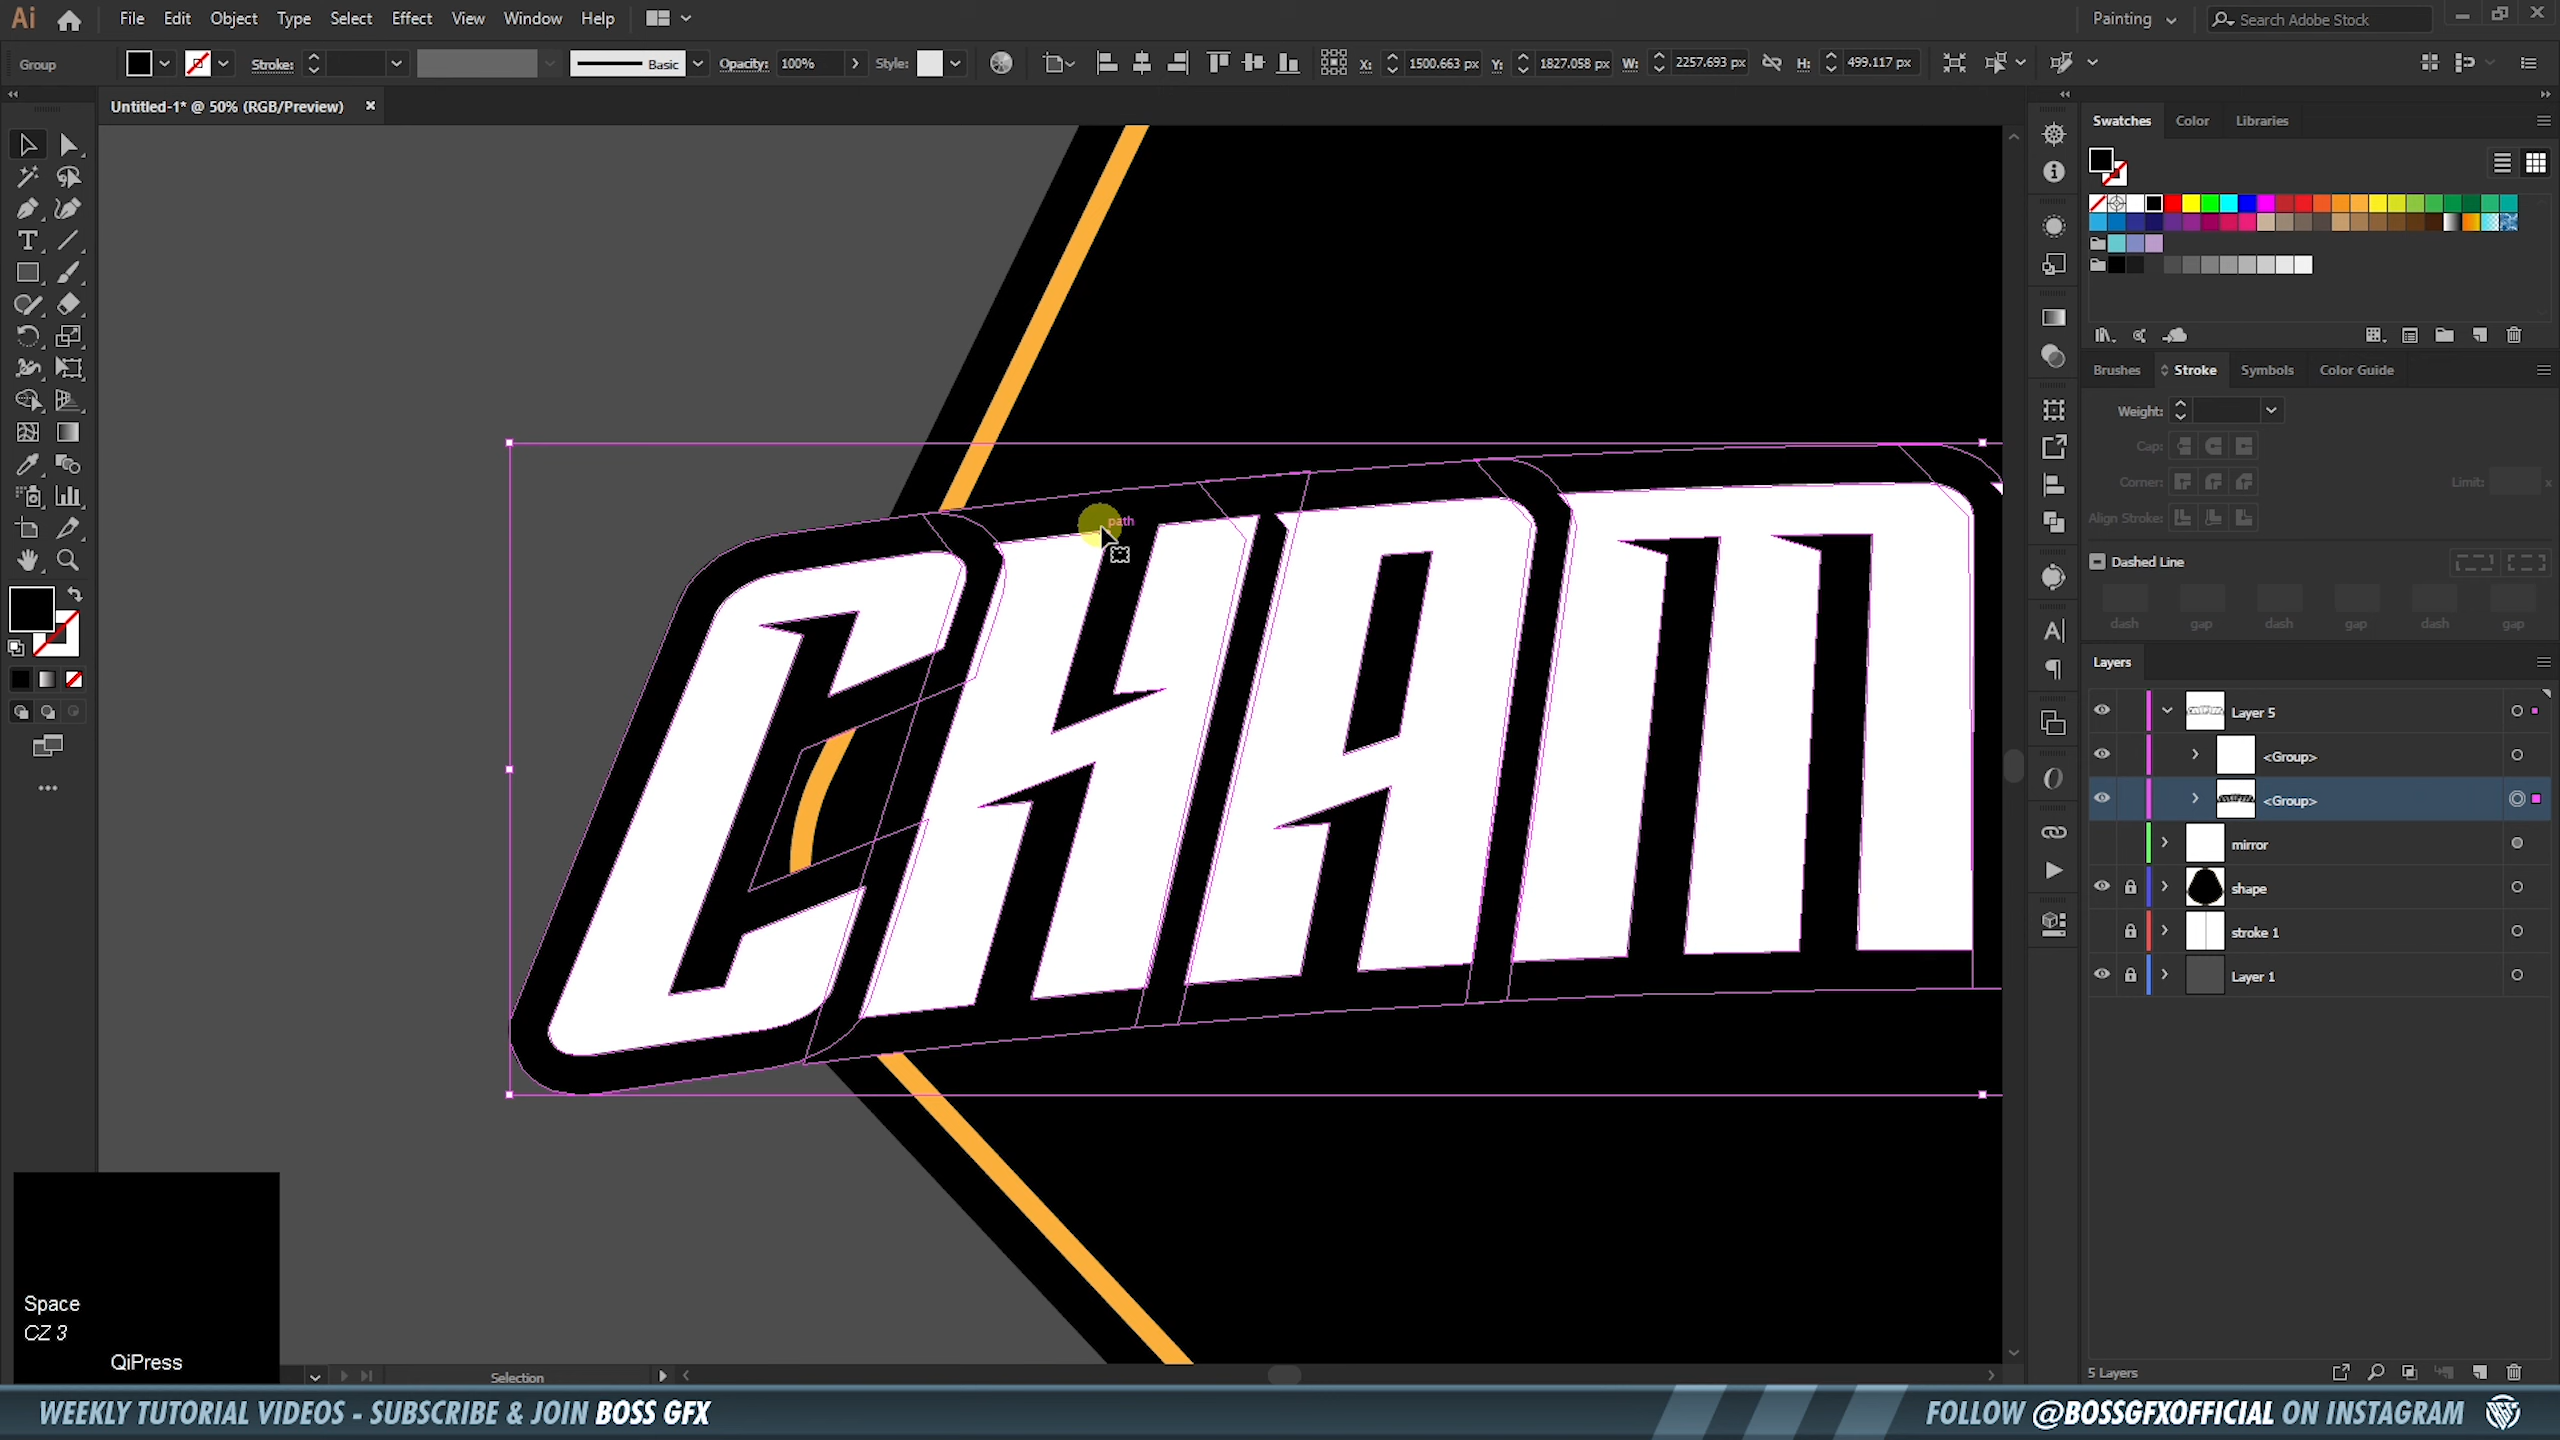 Ai File Edit Object Type Select Effect View Window Help Painting Search Adobe Stock
Group Stroke: Basic Opacity: 100% Style: X: 1500.663 px Y: 1827.058 px W: 2257.693 px H: 499.117 px
Untitled-1* @ 50% (RGB/Preview)
Swatches Color Libraries
Brushes Stroke Symbols Color Guide
Weight:
Cap:
Corner: Limit: x
Align Stroke:
Dashed Line
dash gap dash gap dash gap
Layers
Layer 5
<Group>
<Group>
mirror
shape
stroke 1
Layer 1
5 Layers
path
CHAM
Space
CZ 3
QiPress
Selection
WEEKLY TUTORIAL VIDEOS - SUBSCRIBE & JOIN BOSS GFX
FOLLOW @BOSSGFXOFFICIAL ON INSTAGRAM